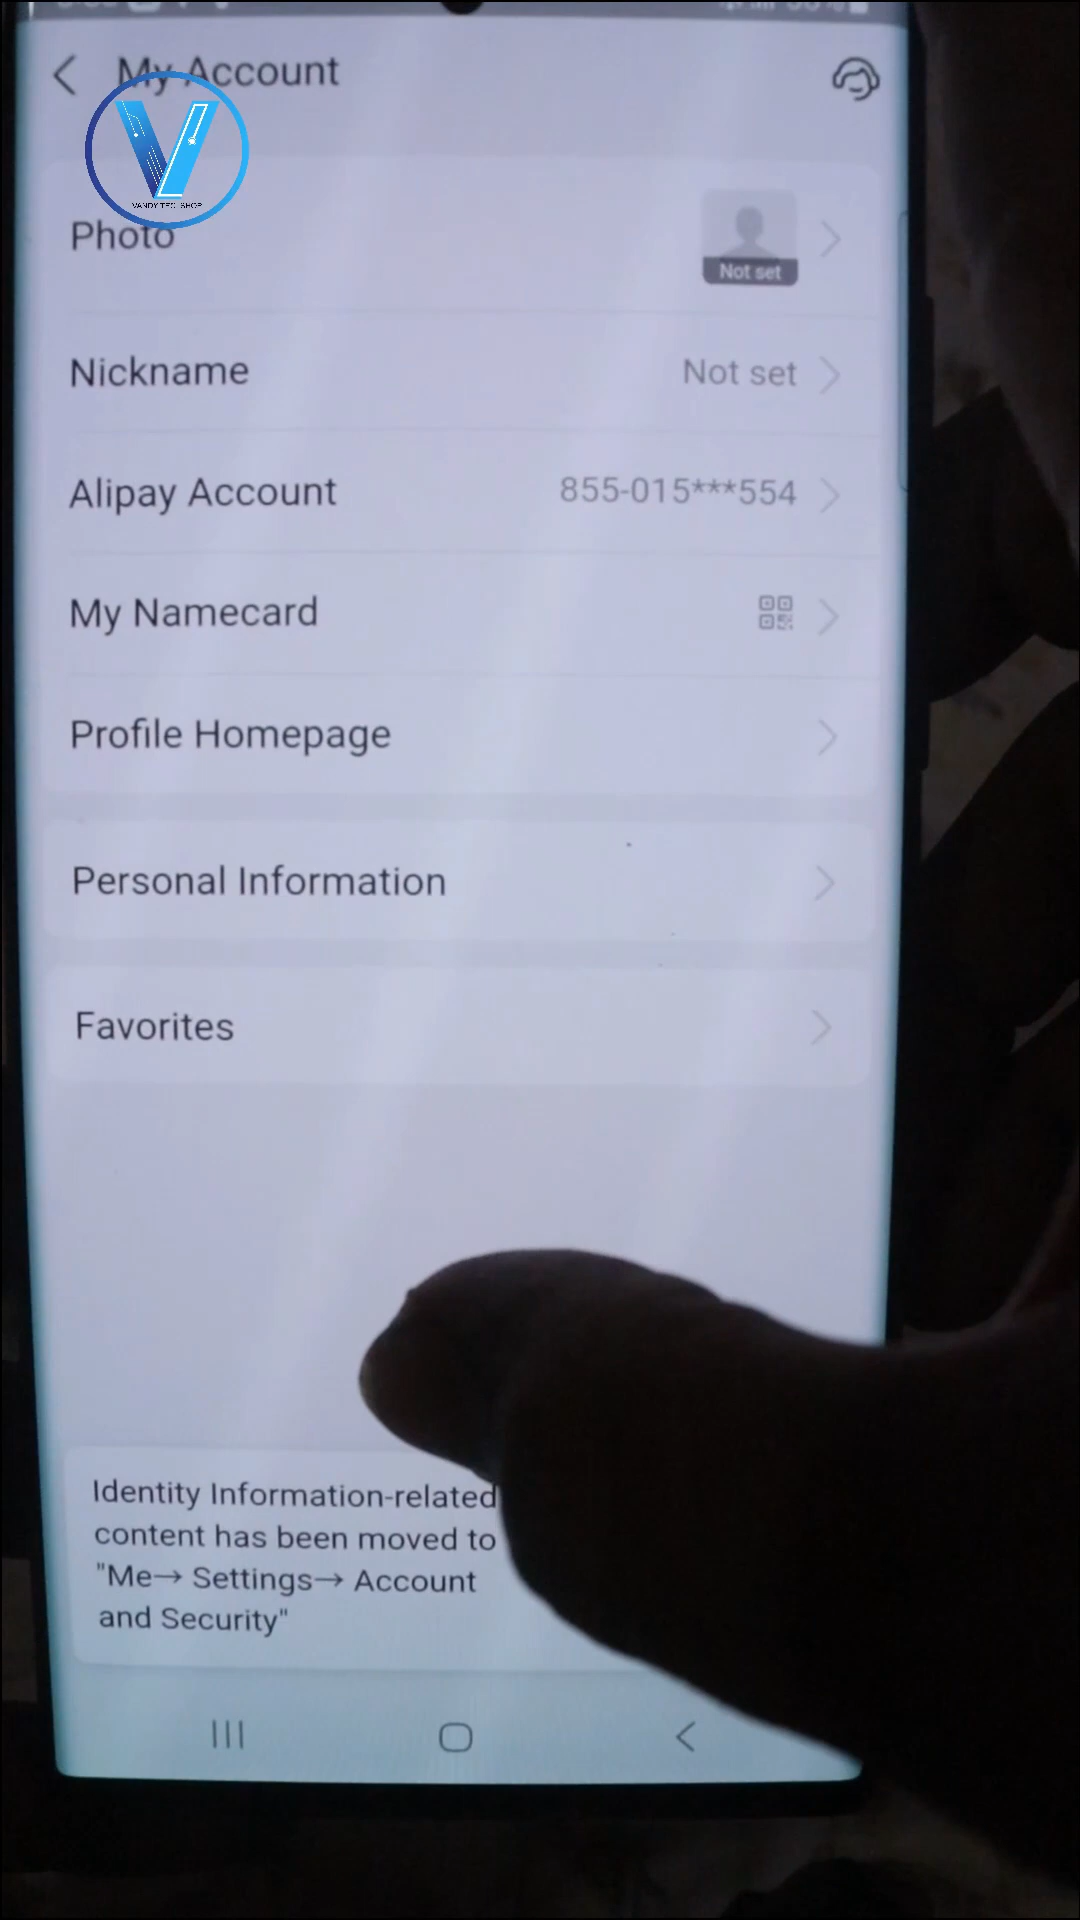 My Account
VANDY TECH SHOP
Photo
Not set
Nickname
Not set
Alipay Account
855-015***554
My Namecard
Profile Homepage
Personal Information
Favorites
Identity Information-related
content has been moved to
"Me→ Settings→ Account
and Security"